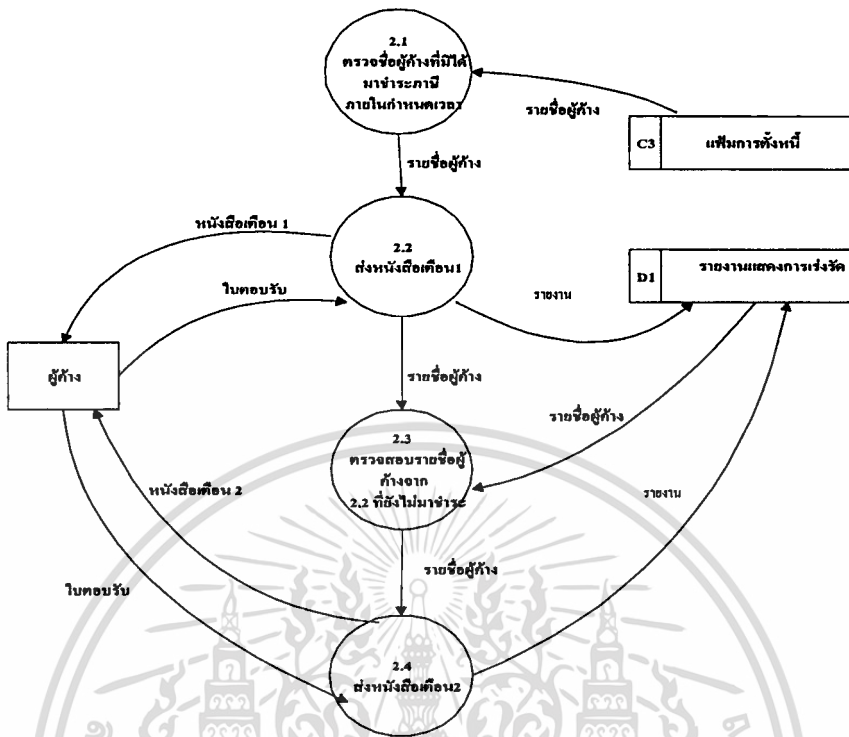 2.1
ตรวจชื่อผู้ค้างที่มิได้
มาชำระภาษี
ภายในกำหนดเวลา
รายชื่อผู้ค้าง
C3
แฟ้มการตั้งหนี้
รายชื่อผู้ค้าง
หนังสือเตือน 1
2.2
ส่งหนังสือเตือน1
D1
รายงานแสดงการเร่งรัด
ใบตอบรับ
รายงาน
ผู้ค้าง
รายชื่อผู้ค้าง
รายชื่อผู้ค้าง
2.3
ตรวจสอบรายชื่อผู้
ค้างจาก
2.2 ที่ยังไม่มาชำระ
หนังสือเตือน 2
รายงาน
รายชื่อผู้ค้าง
ใบตอบรับ
2.4
ส่งหนังสือเตือน2